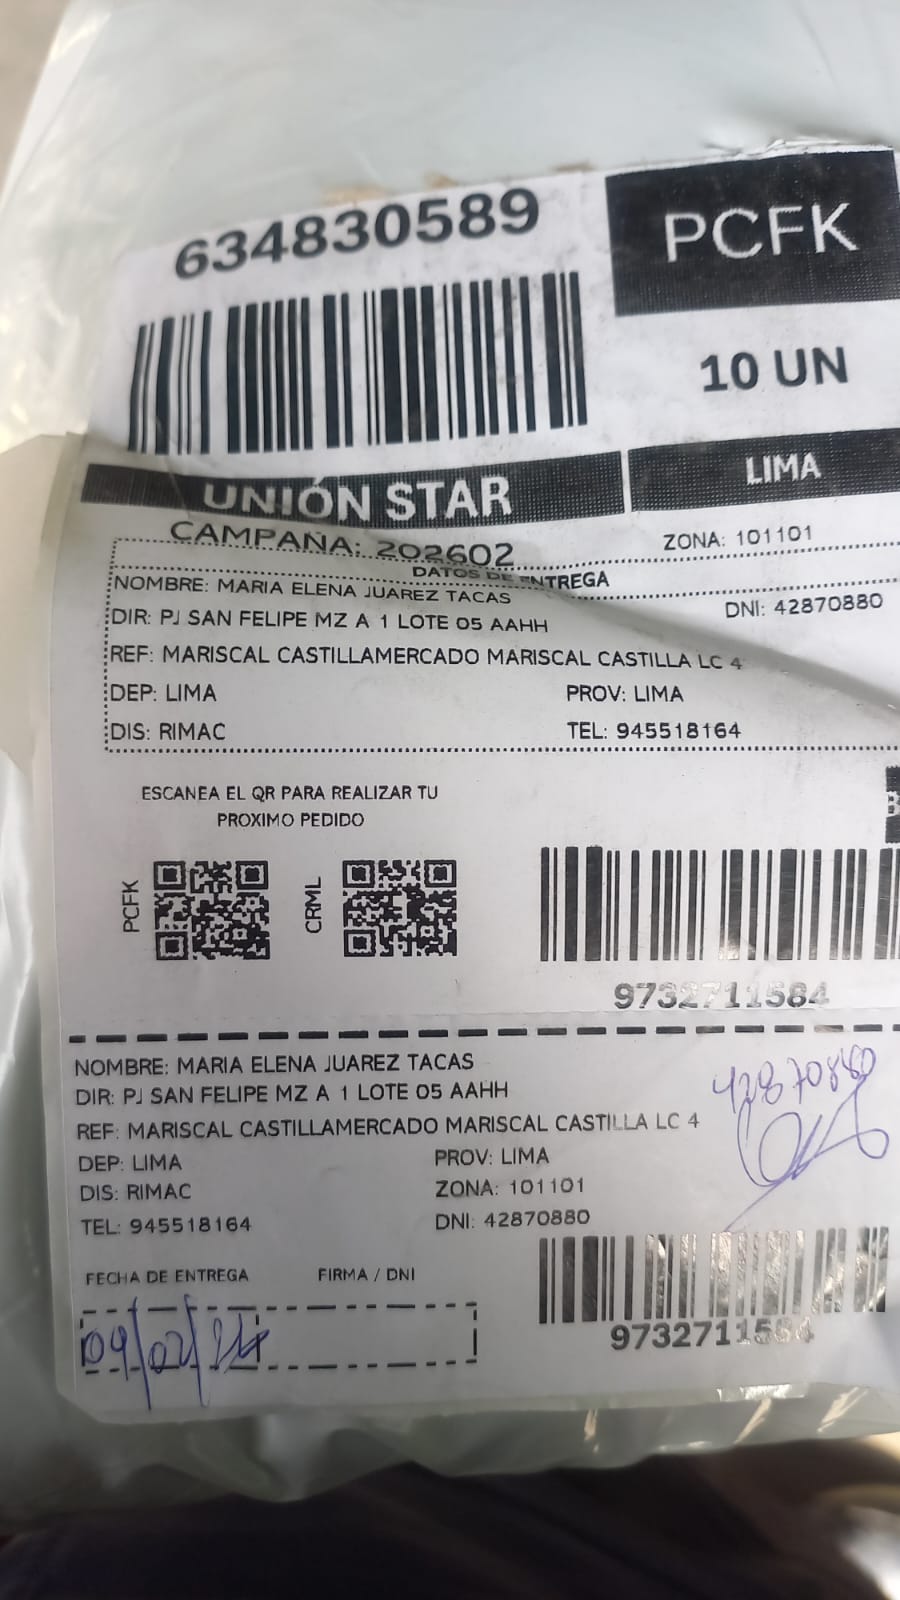 634830589
PCFK
10 UN
UNIÓN STAR
LIMA
CAMPAÑA: 202602
ZONA: 101101
DATOS DE ENTREGA
NOMBRE: MARIA ELENA JUAREZ TACAS
DNI: 42870880
DIR: PJ SAN FELIPE MZ A 1 LOTE 05 AAHH
REF: MARISCAL CASTILLAMERCADO MARISCAL CASTILLA LC 4
DEP: LIMA
PROV: LIMA
DIS: RIMAC
TEL: 945518164
ESCANEA EL QR PARA REALIZAR TU
PROXIMO PEDIDO
PCFK
CRML
9732711584
NOMBRE: MARIA ELENA JUAREZ TACAS
DIR: PJ SAN FELIPE MZ A 1 LOTE 05 AAHH
REF: MARISCAL CASTILLAMERCADO MARISCAL CASTILLA LC 4
DEP: LIMA
PROV: LIMA
DIS: RIMAC
ZONA: 101101
TEL: 945518164
DNI: 42870880
42870880
FECHA DE ENTREGA
FIRMA / DNI
9732711584